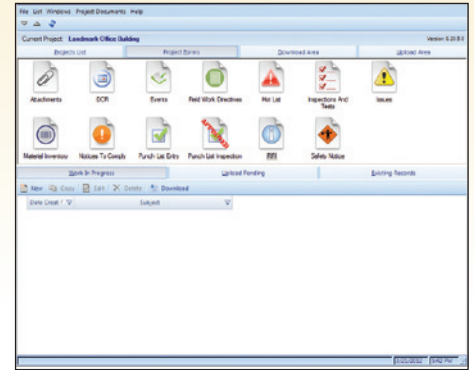 File List Windows Project Documents Help
Current Project: Landmark Office Building
Projects List Project Forms Download Area Upload Area
Attachments DCR Events Field Work Directives Hot List Inspections And Tests Issues
APPROVED
Material Inventory Notices To Comply Punch List Entry Punch List Inspection RFI Safety Notice
Work In Progress Upload Pending Existing Records
New Copy Edit Delete Download
Subject